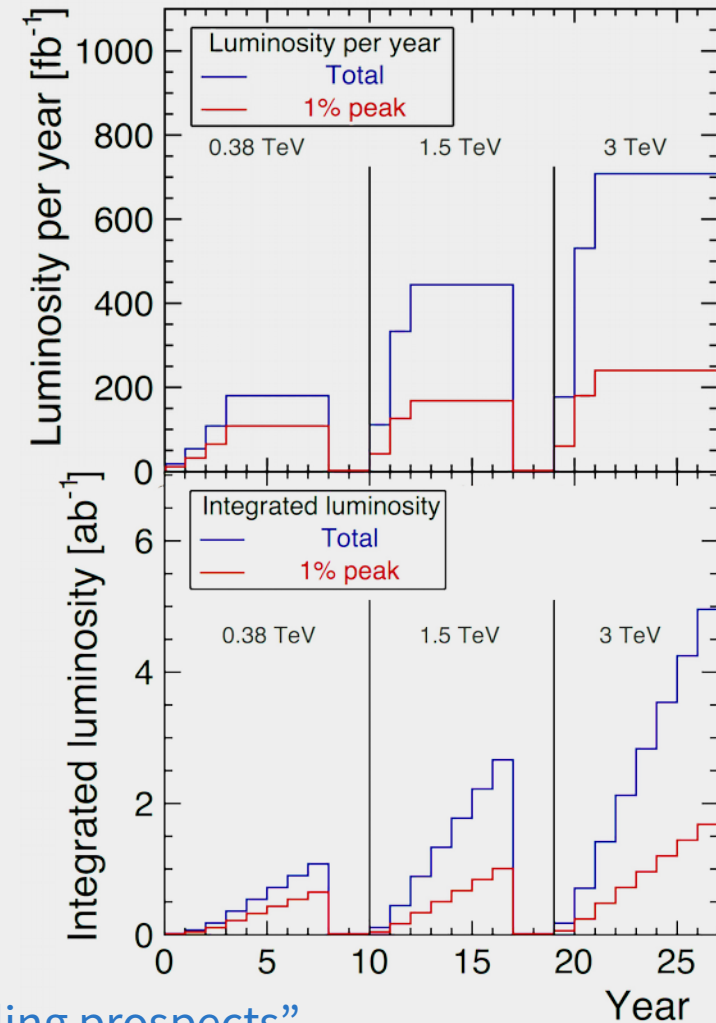 Luminosity per year [fb⁻¹]
1000
800
600
400
200
0
Luminosity per year
Total
1% peak
0.38 TeV
1.5 TeV
3 TeV
Integrated luminosity [ab⁻¹]
6
4
2
0
Integrated luminosity
Total
1% peak
0.38 TeV
1.5 TeV
3 TeV
0
5
10
15
20
25
Year
prospects”